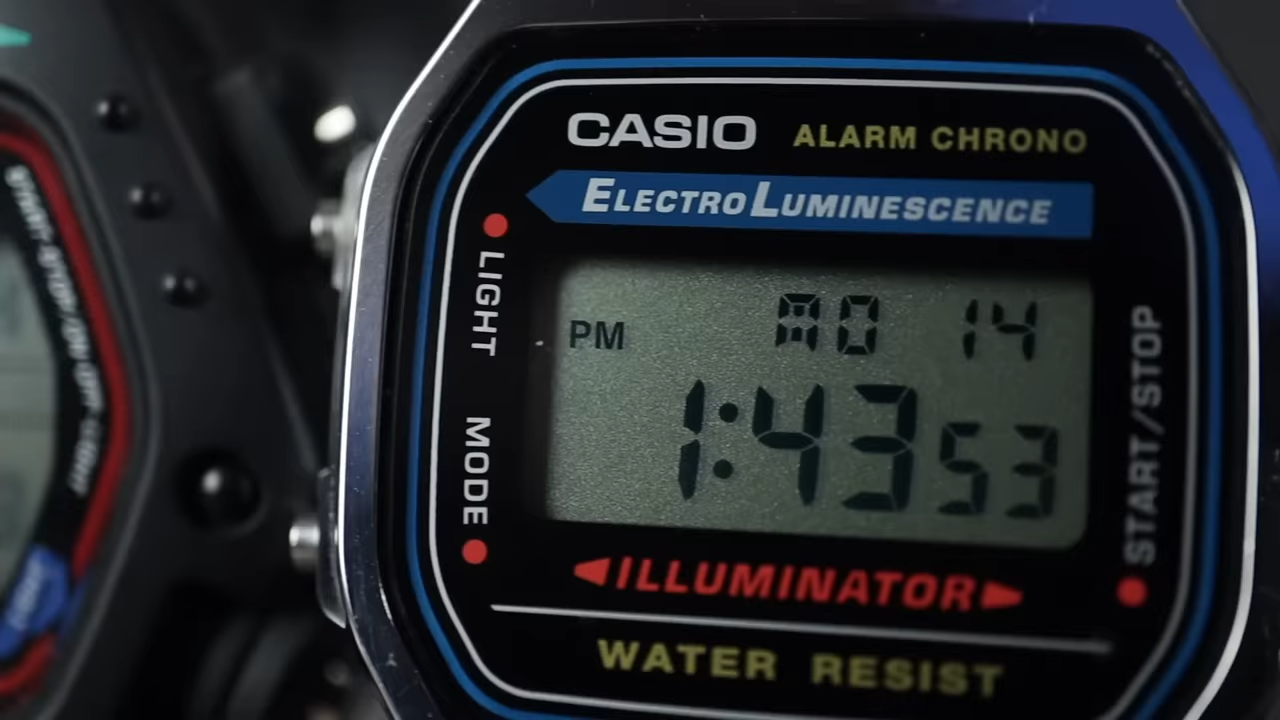 CASIO ALARM CHRONO
ELECTRO LUMINESCENCE
LIGHT
PM MO 14
1:43 53
MODE
START/STOP
ILLUMINATOR
WATER RESIST